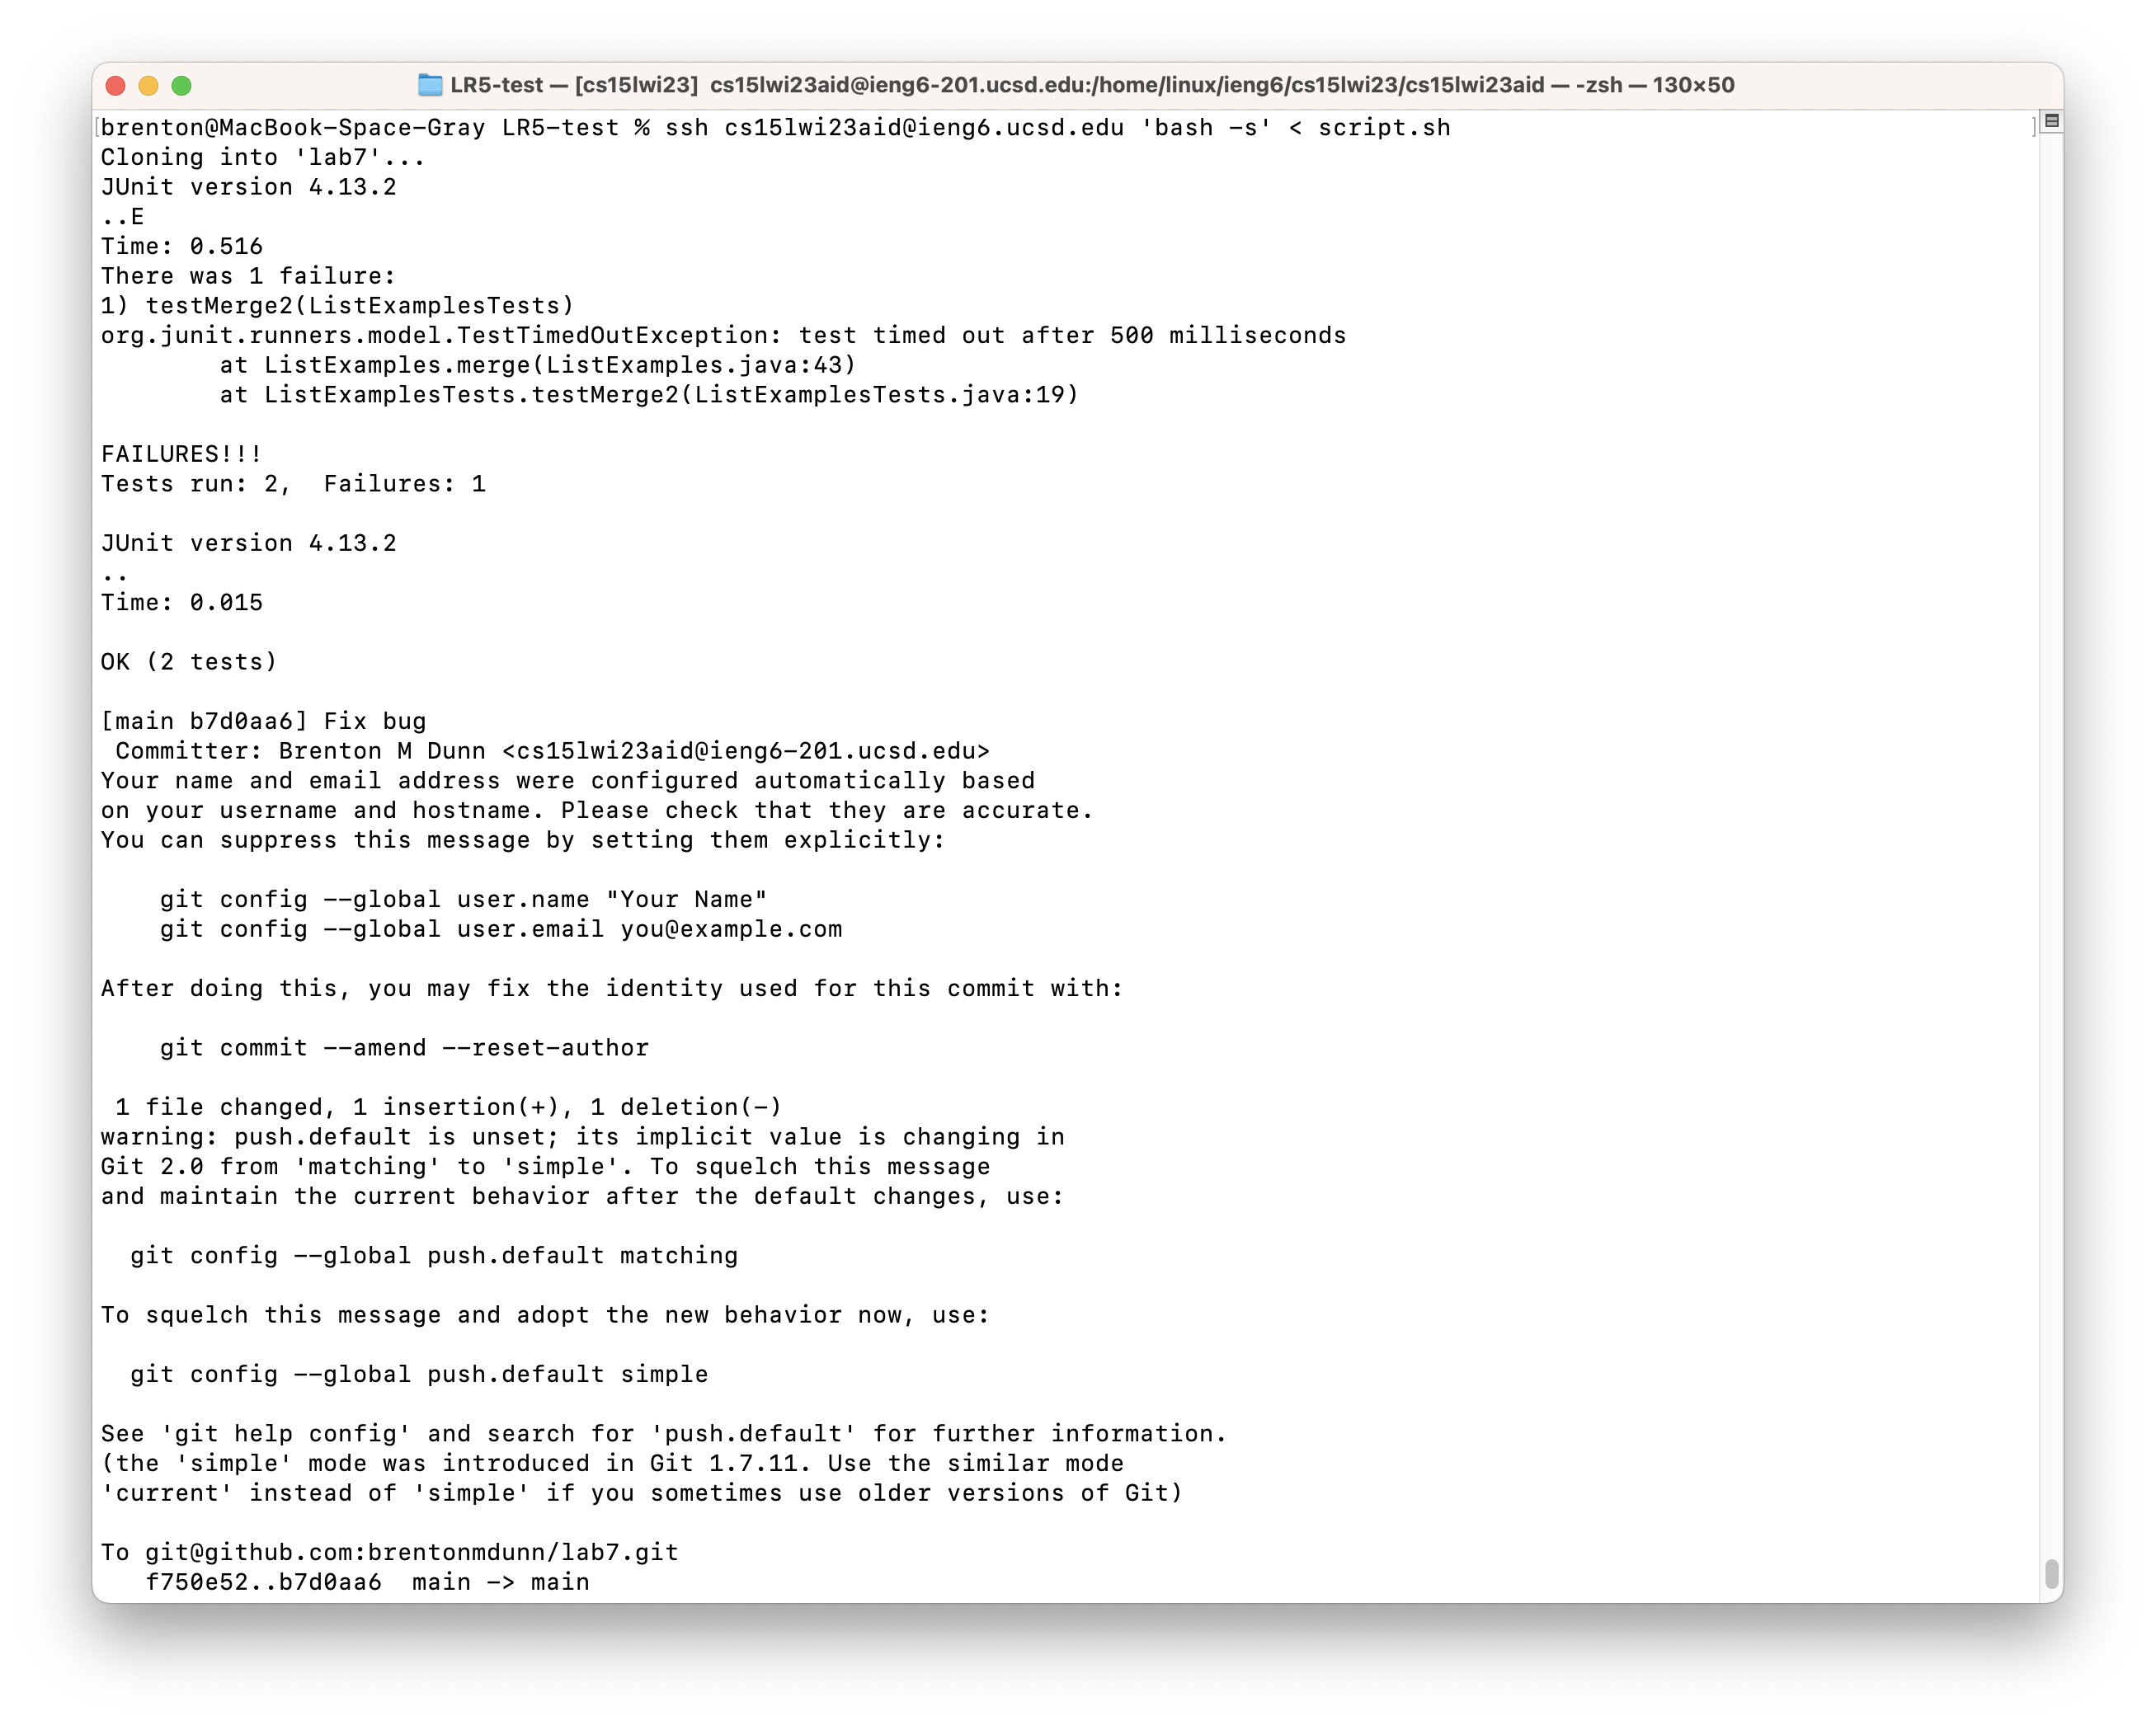 LR5-test — [cs15lwi23] cs15lwi23aid@ieng6-201.ucsd.edu:/home/linux/ieng6/cs15lwi23/cs15lwi23aid — -zsh — 130×50
[brenton@MacBook-Space-Gray LR5-test % ssh cs15lwi23aid@ieng6.ucsd.edu 'bash -s' < script.sh ]
Cloning into 'lab7'...
JUnit version 4.13.2
..E
Time: 0.516
There was 1 failure:
1) testMerge2(ListExamplesTests)
org.junit.runners.model.TestTimedOutException: test timed out after 500 milliseconds
        at ListExamples.merge(ListExamples.java:43)
        at ListExamplesTests.testMerge2(ListExamplesTests.java:19)

FAILURES!!!
Tests run: 2,  Failures: 1

JUnit version 4.13.2
..
Time: 0.015

OK (2 tests)

[main b7d0aa6] Fix bug
 Committer: Brenton M Dunn <cs15lwi23aid@ieng6-201.ucsd.edu>
Your name and email address were configured automatically based
on your username and hostname. Please check that they are accurate.
You can suppress this message by setting them explicitly:

    git config --global user.name "Your Name"
    git config --global user.email you@example.com

After doing this, you may fix the identity used for this commit with:

    git commit --amend --reset-author

 1 file changed, 1 insertion(+), 1 deletion(-)
warning: push.default is unset; its implicit value is changing in
Git 2.0 from 'matching' to 'simple'. To squelch this message
and maintain the current behavior after the default changes, use:

  git config --global push.default matching

To squelch this message and adopt the new behavior now, use:

  git config --global push.default simple

See 'git help config' and search for 'push.default' for further information.
(the 'simple' mode was introduced in Git 1.7.11. Use the similar mode
'current' instead of 'simple' if you sometimes use older versions of Git)

To git@github.com:brentonmdunn/lab7.git
   f750e52..b7d0aa6  main -> main